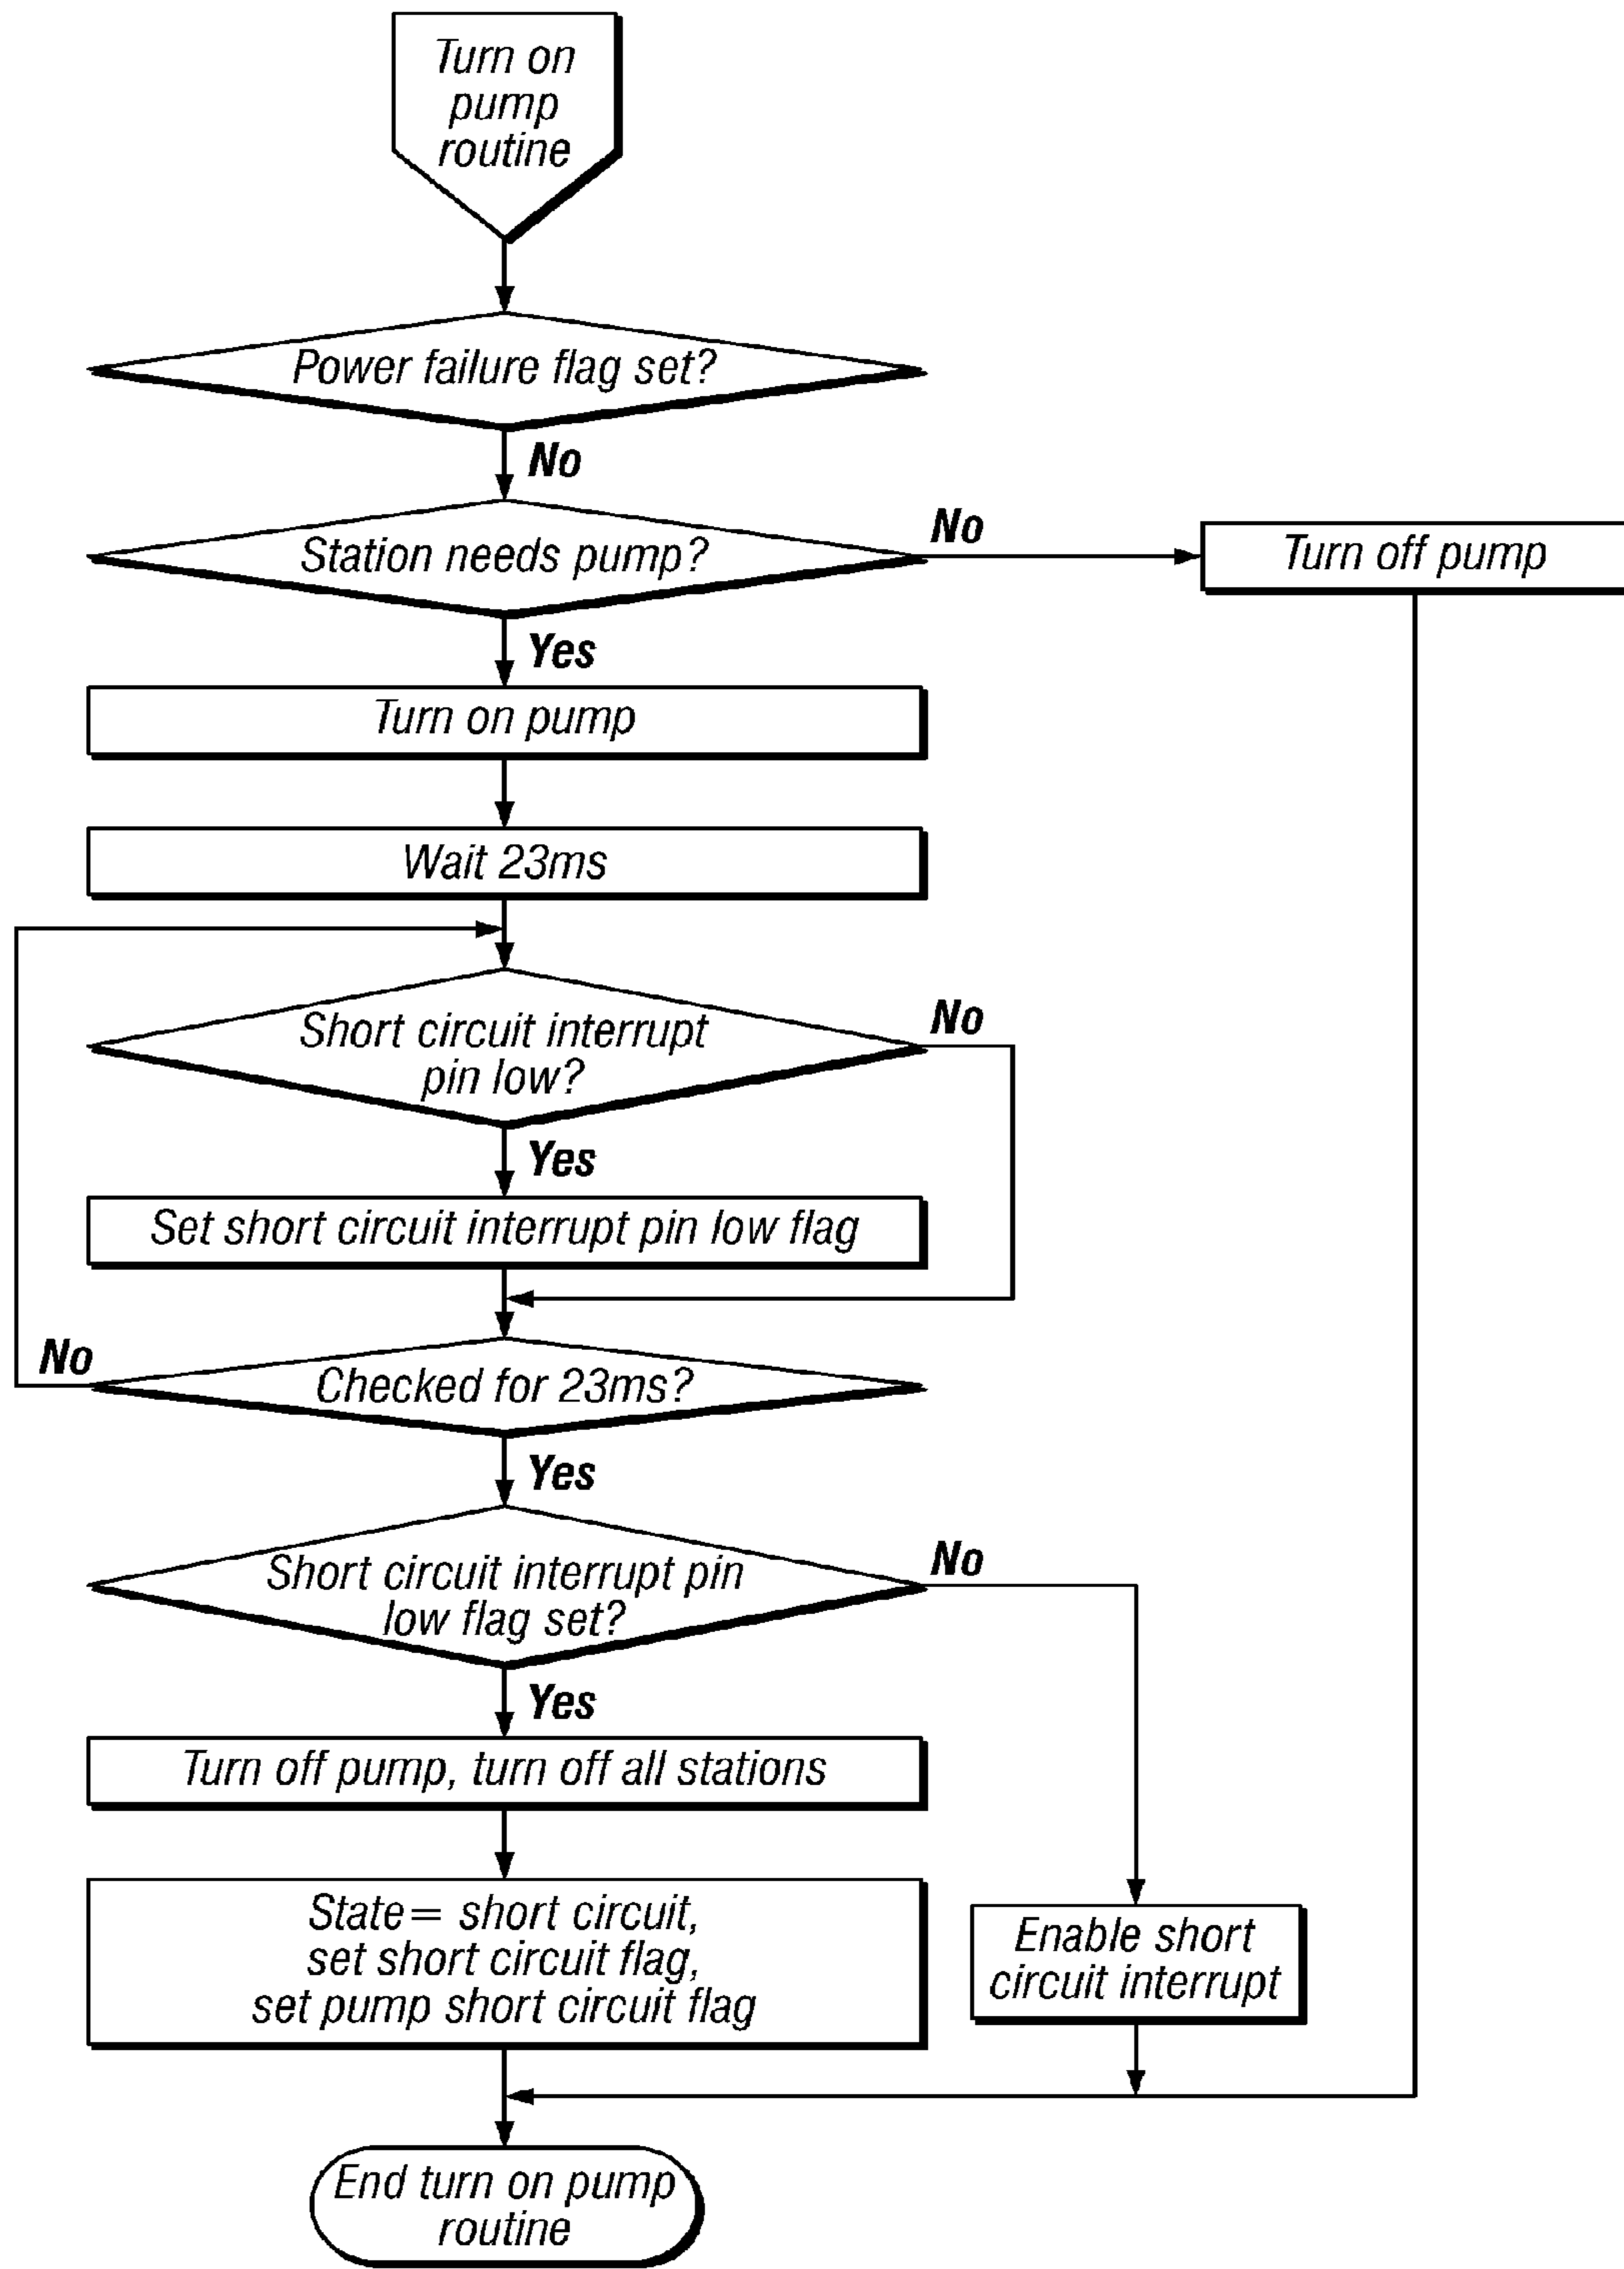 Turn on
pump
routine
Power failure flag set?
No
Station needs pump?
No
Turn off pump
Yes
Turn on pump
Wait 23ms
Short circuit interrupt
pin low?
No
Yes
Set short circuit interrupt pin low flag
No
Checked for 23ms?
Yes
Short circuit interrupt pin
low flag set?
No
Yes
Turn off pump, turn off all stations
State= short circuit,
set short circuit flag,
set pump short circuit flag
Enable short
circuit interrupt
End turn on pump
routine